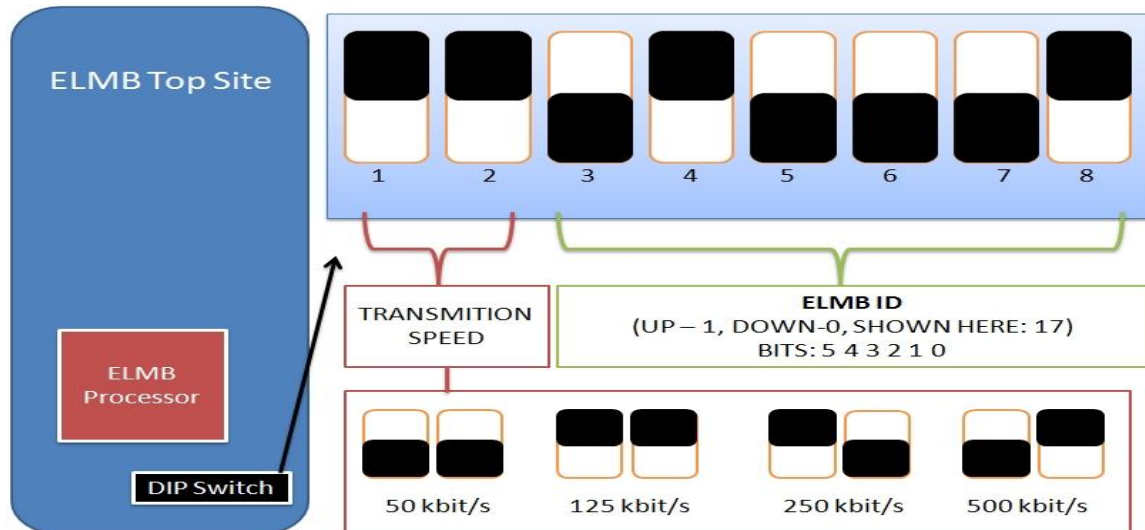 ELMB Top Site
1 2 3 4 5 6 7 8
TRANSMITION
SPEED
ELMB ID
(UP – 1, DOWN-0, SHOWN HERE: 17)
BITS: 5 4 3 2 1 0
ELMB
Processor
DIP Switch
50 kbit/s 125 kbit/s 250 kbit/s 500 kbit/s